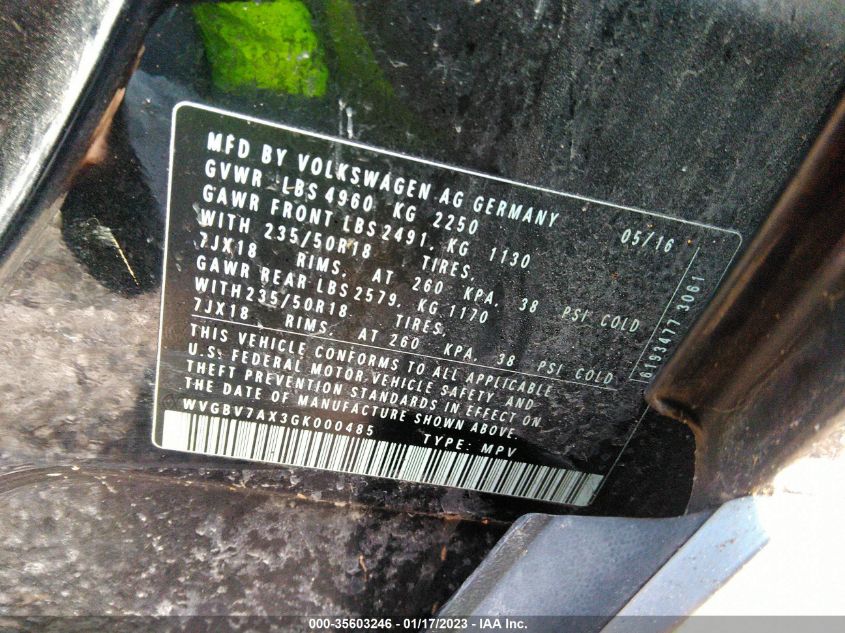 MFD BY VOLKSWAGEN AG GERMANY
GVWR LBS 4960 KG 2250 05/16
GAWR FRONT LBS 2491. KG 1130
WITH 235/50R18 TIRES.
7JX18 RIMS. AT 260 KPA. 38 PSI COLD
GAWR REAR LBS 2579. KG 1170
WITH 235/50R18 TIRES.
7JX18 RIMS. AT 260 KPA. 38 PSI COLD
THIS VEHICLE CONFORMS TO ALL APPLICABLE
U.S. FEDERAL MOTOR VEHICLE SAFETY AND
THEFT PREVENTION STANDARDS IN EFFECT ON
THE DATE OF MANUFACTURE SHOWN ABOVE.
WVGBV7AX3GK000485 TYPE: MPV
6193477 3061
000-35603246 - 01/17/2023 - IAA Inc.